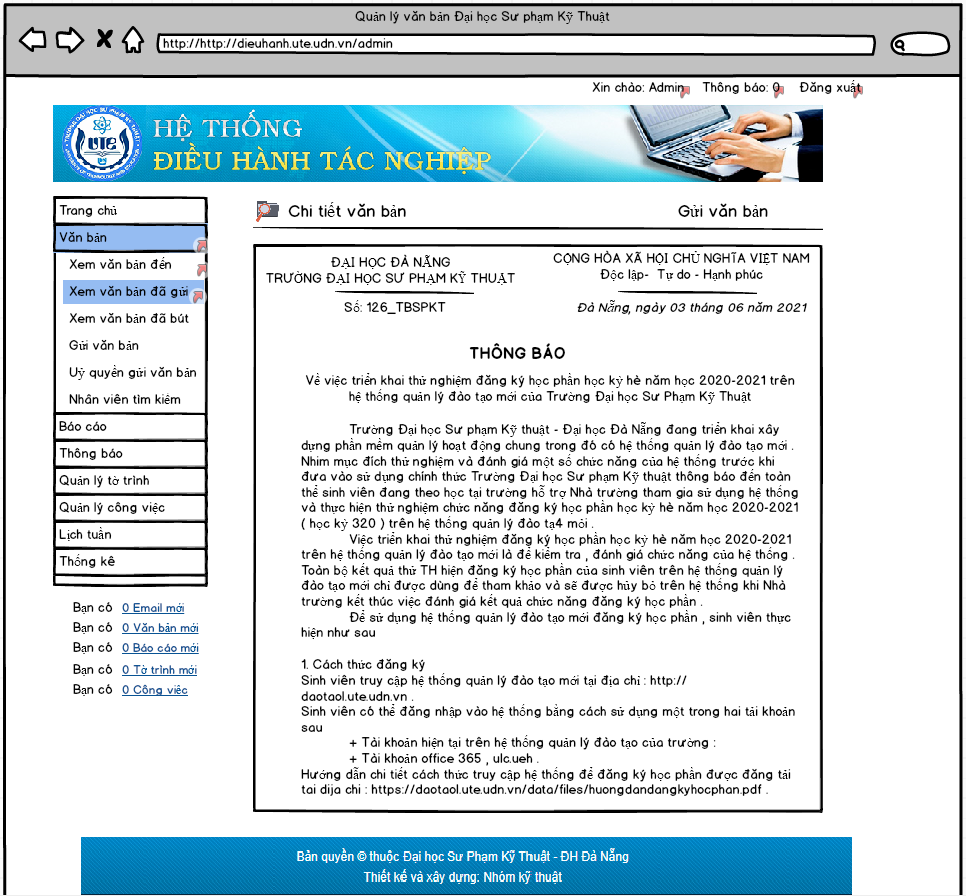 Quản lý văn bản Đại học Sư phạm Kỹ Thuật
http://http://dieuhanh.ute.udn.vn/admin
Xin chào: Admin Thông báo: 0 Đăng xuất
HỆ THỐNG
ĐIỀU HÀNH TÁC NGHIỆP
Trang chủ
Văn bản
Xem văn bản đến
Xem văn bản đã gửi
Xem văn bản đã bút
Gửi văn bản
Uỷ quyền gửi văn bản
Nhân viên tìm kiếm
Báo cáo
Thông báo
Quản lý tờ trình
Quản lý công việc
Lịch tuần
Thống kê
Bạn có 0 Email mới
Bạn có 0 Văn bản mới
Bạn có 0 Báo cáo mới
Bạn có 0 Tờ trình mới
Bạn có 0 Công việc
Chi tiết văn bản Gửi văn bản
ĐẠI HỌC ĐÀ NẴNG
TRƯỜNG ĐẠI HỌC SƯ PHẠM KỸ THUẬT
Số: 126_TBSPKT
CỘNG HÒA XÃ HỘI CHỦ NGHĨA VIỆT NAM
Độc lập- Tự do - Hạnh phúc
Đà Nẵng, ngày 03 tháng 06 năm 2021
THÔNG BÁO
Về việc triển khai thử nghiệm đăng ký học phần học kỳ hè năm học 2020-2021 trên
hệ thống quản lý đào tạo mới của Trường Đại học Sư Phạm Kỹ Thuật
Trường Đại học Sư phạm Kỹ thuật - Đại học Đà Nẵng đang triển khai xây
dựng phần mềm quản lý hoạt động chung trong đó có hệ thống quản lý đào tạo mới .
Nhim mục đích thử nghiệm và đánh giá một số chức năng của hệ thống trước khi
đưa vào sử dụng chính thức Trường Đại học Sư phạm Kỹ thuật thông báo đến toàn
thể sinh viên đang theo học tại trường hỗ trợ Nhà trường tham gia sử dụng hệ thống
và thực hiện thử nghiệm chức năng đăng ký học phần học kỳ hè năm học 2020-2021
( học kỳ 320 ) trên hệ thống quản lý đào tạ4 mỏi .
Việc triển khai thử nghiệm đăng ký học phần học kỳ hè năm học 2020-2021
trên hệ thống quản lý đào tạo mới là để kiểm tra , đánh giá chức năng của hệ thống .
Toàn bộ kết quả thử TH hiện đăng ký học phần của sinh viên trên hệ thống quản lý
đào tạo mới chỉ được dùng để tham khảo và sẽ được hủy bỏ trên hệ thống khi Nhà
trường kết thúc việc đánh giá kết quả chức năng đăng ký học phần .
Để sử dụng hệ thống quản lý đào tạo mới đăng ký học phần , sinh viên thực
hiện như sau
1. Cách thức đăng ký
Sinh viên truy cập hệ thống quản lý đào tạo mới tại địa chỉ : http://
daotaol.ute.udn.vn .
Sinh viên có thể đăng nhập vào hệ thống bằng cách sử dụng một trong hai tải khoản
sau
+ Tài khoản hiện tại trên hệ thống quản lý đào tạo của trường :
+ Tài khoản office 365 , ulc.ueh .
Hướng dẫn chi tiết cách thức truy cập hệ thống để đăng ký học phần được đăng tải
tai dija chi : https://daotaol.ute.udn.vn/data/files/huongdandangkyhocphan.pdf .
Bản quyền © thuộc Đại học Sư Phạm Kỹ Thuật - ĐH Đà Nẵng
Thiết kế và xây dựng: Nhóm kỹ thuật